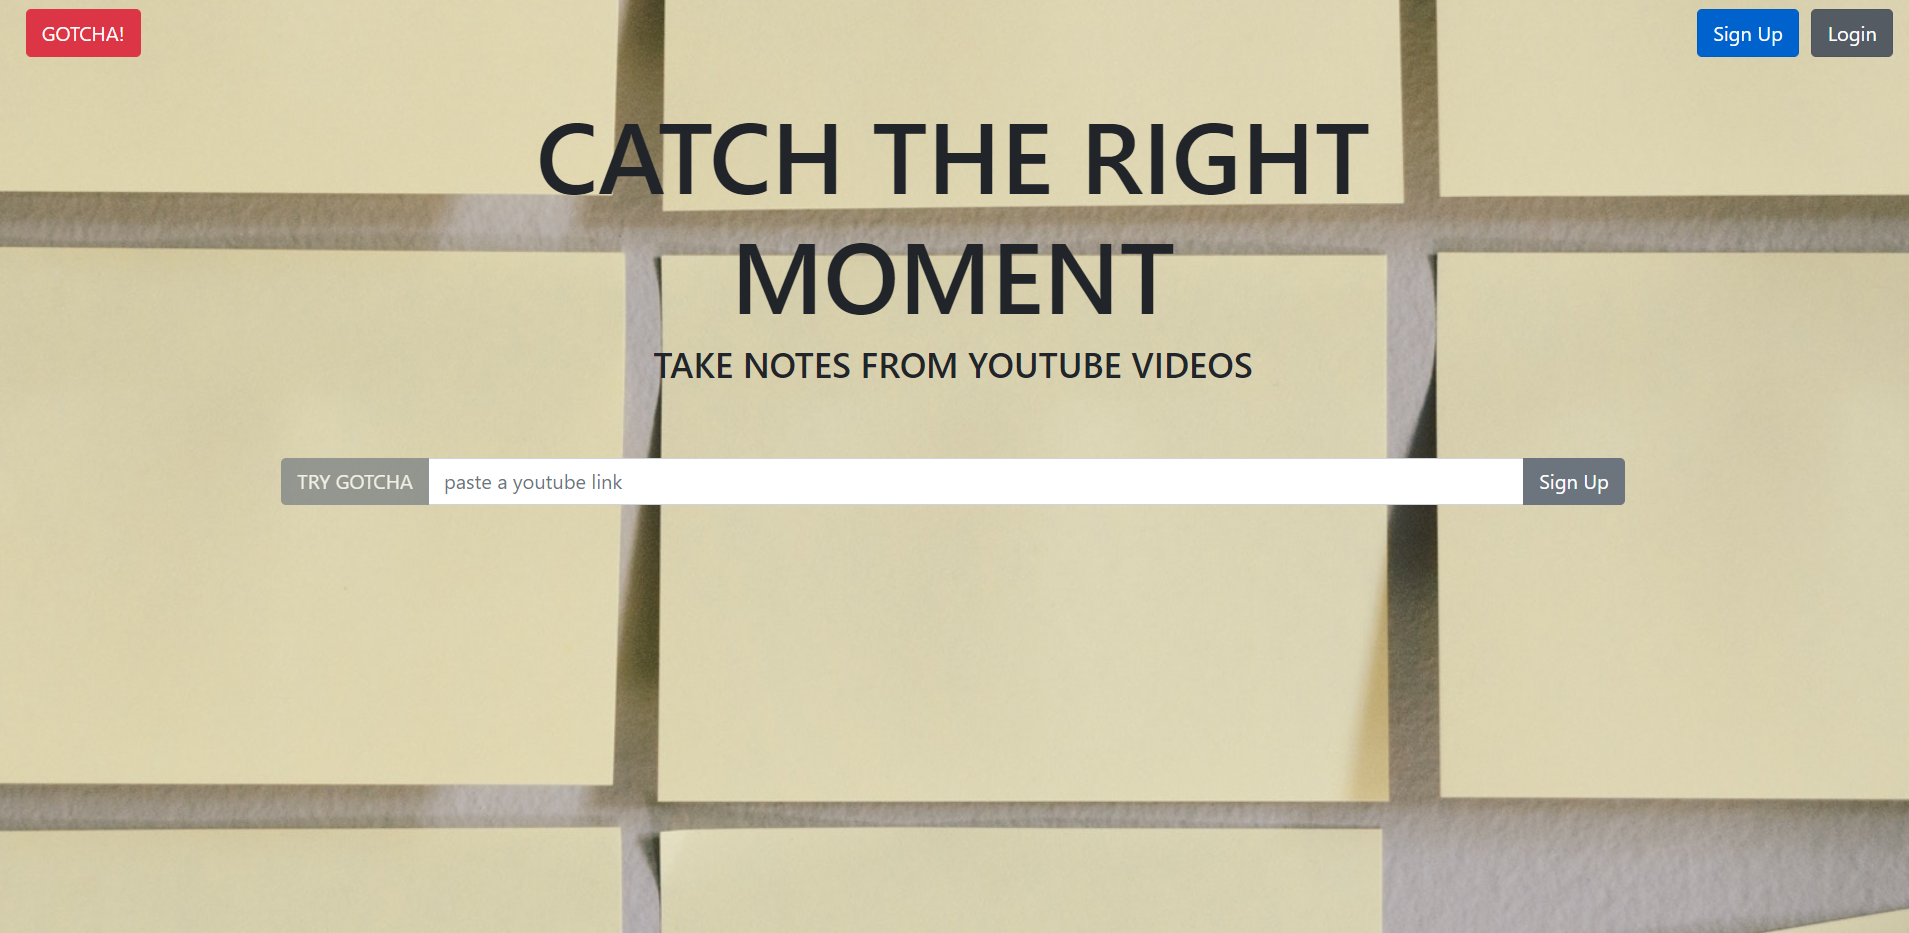 GOTCHA!
Sign Up
Login
CATCH THE RIGHT
MOMENT
TAKE NOTES FROM YOUTUBE VIDEOS
TRY GOTCHA
paste a youtube link
Sign Up